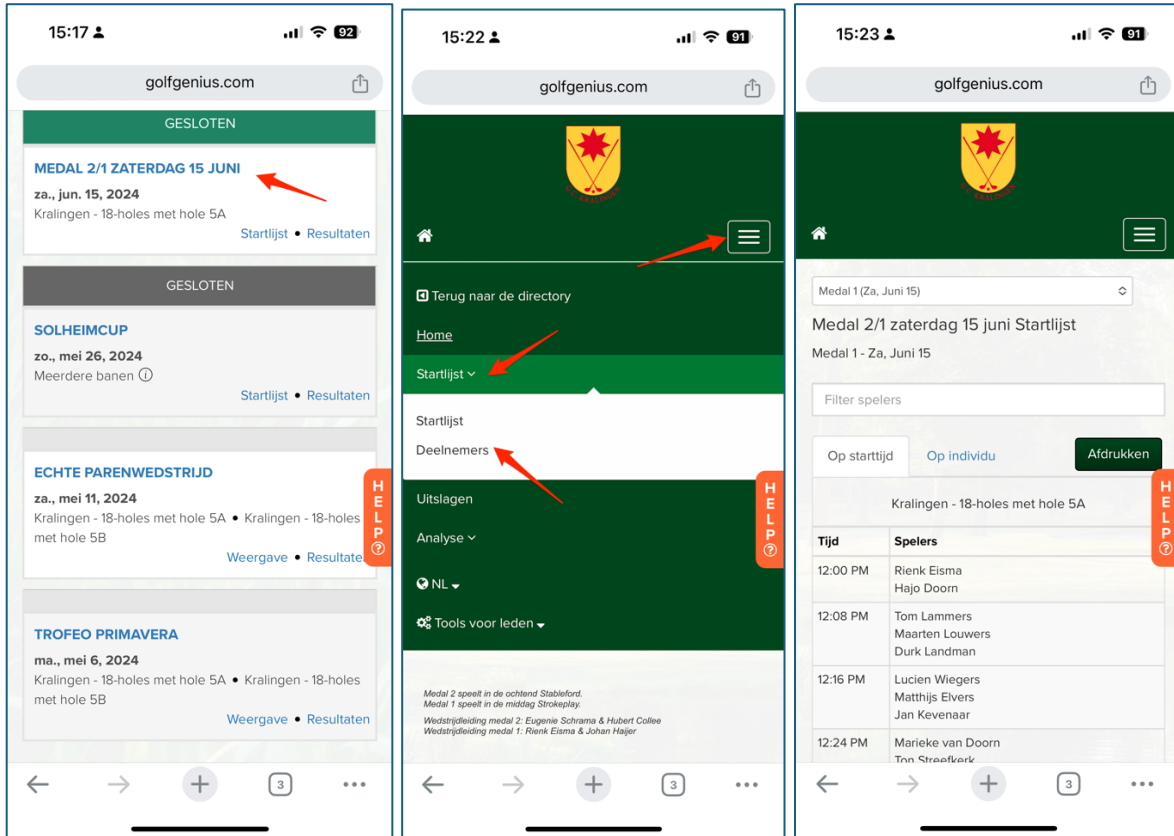 15:17
92
golfgenius.com
GESLOTEN
MEDAL 2/1 ZATERDAG 15 JUNI
za., jun. 15, 2024
Kralingen - 18-holes met hole 5A
Startlijst • Resultaten
GESLOTEN
SOLHEIMCUP
zo., mei 26, 2024
Meerdere banen
Startlijst • Resultaten
ECHTE PARENWEDSTRIJD
za., mei 11, 2024
Kralingen - 18-holes met hole 5A • Kralingen - 18-holes
met hole 5B
Weergave • Resultaten
TROFEO PRIMAVERA
ma., mei 6, 2024
Kralingen - 18-holes met hole 5A • Kralingen - 18-holes
met hole 5B
Weergave • Resultaten
HELP?
3
15:22
91
golfgenius.com
G.C. KRALINGEN
Terug naar de directory
Home
Startlijst
Startlijst
Deelnemers
Uitslagen
Analyse
NL
Tools voor leden
Medal 2 speelt in de ochtend Stableford.
Medal 1 speelt in de middag Strokeplay.
Wedstrijdleiding medal 2: Eugenie Schrama & Hubert Collee
Wedstrijdleiding medal 1: Rienk Eisma & Johan Haijer
HELP?
3
15:23
91
golfgenius.com
G.C. KRALINGEN
Medal 1 (Za, Juni 15)
Medal 2/1 zaterdag 15 juni Startlijst
Medal 1 - Za, Juni 15
Filter spelers
Op starttijd Op individu Afdrukken
Kralingen - 18-holes met hole 5A
Tijd Spelers
12:00 PM Rienk Eisma
Hajo Doorn
12:08 PM Tom Lammers
Maarten Louwers
Durk Landman
12:16 PM Lucien Wiegers
Matthijs Elvers
Jan Kevenaar
12:24 PM Marieke van Doorn
Ton Streefkerk
HELP?
3